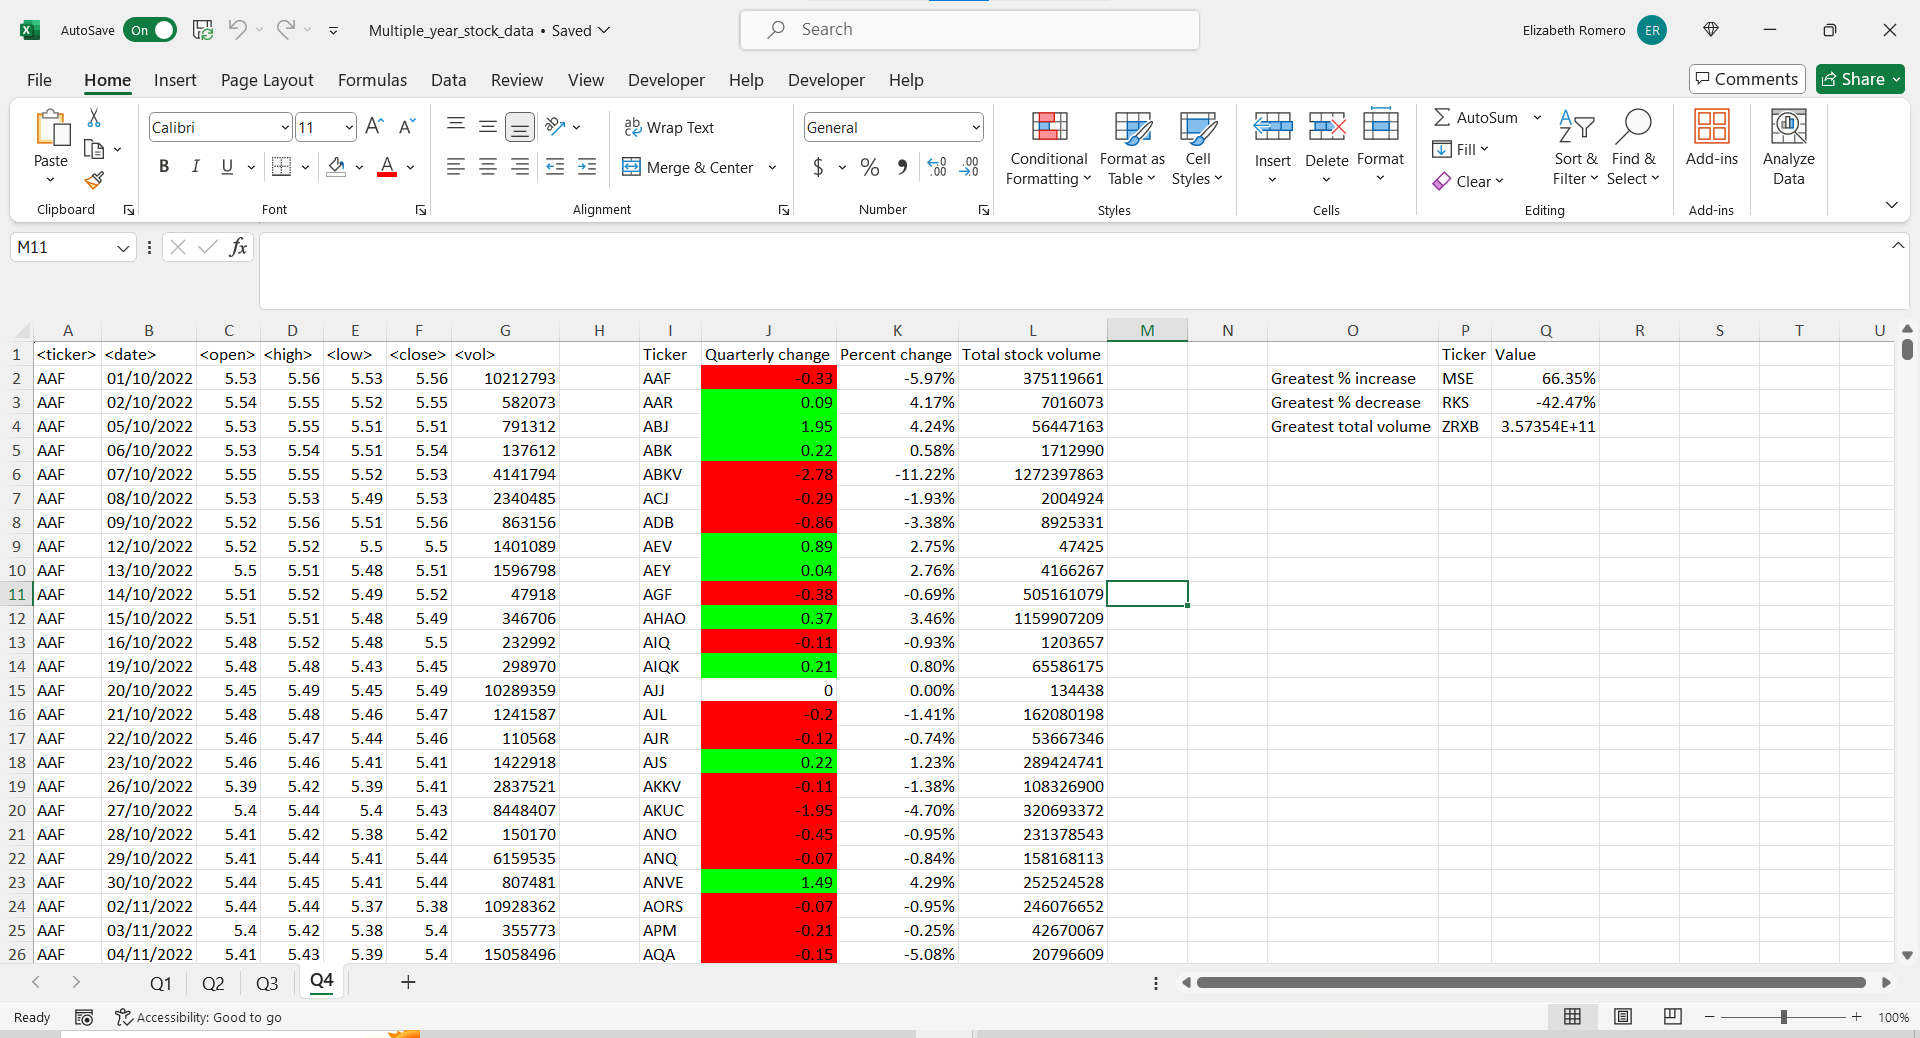 AutoSave On Multiple_year_stock_data • Saved Search Elizabeth Romero ER
File Home Insert Page Layout Formulas Data Review View Developer Help Developer Help Comments Share
Paste Calibri 11 Wrap Text General Conditional Formatting Format as Table Cell Styles Insert Delete Format AutoSum Fill Clear Sort & Filter Find & Select Add-ins Analyze Data
B I U A Merge & Center $ %
Clipboard Font Alignment Number Styles Cells Editing Add-ins
M11 fx
A B C D E F G H I J K L M N O P Q R S T U
1 <ticker> <date> <open> <high> <low> <close> <vol> Ticker Quarterly change Percent change Total stock volume Ticker Value
2 AAF 01/10/2022 5.53 5.56 5.53 5.56 10212793 AAF -0.33 -5.97% 375119661 Greatest % increase MSE 66.35%
3 AAF 02/10/2022 5.54 5.55 5.52 5.55 582073 AAR 0.09 4.17% 7016073 Greatest % decrease RKS -42.47%
4 AAF 05/10/2022 5.53 5.55 5.51 5.51 791312 ABJ 1.95 4.24% 56447163 Greatest total volume ZRXB 3.57354E+11
5 AAF 06/10/2022 5.53 5.54 5.51 5.54 137612 ABK 0.22 0.58% 1712990
6 AAF 07/10/2022 5.55 5.55 5.52 5.53 4141794 ABKV -2.78 -11.22% 1272397863
7 AAF 08/10/2022 5.53 5.53 5.49 5.53 2340485 ACJ -0.29 -1.93% 2004924
8 AAF 09/10/2022 5.52 5.56 5.51 5.56 863156 ADB -0.86 -3.38% 8925331
9 AAF 12/10/2022 5.52 5.52 5.5 5.5 1401089 AEV 0.89 2.75% 47425
10 AAF 13/10/2022 5.5 5.51 5.48 5.51 1596798 AEY 0.04 2.76% 4166267
11 AAF 14/10/2022 5.51 5.52 5.49 5.52 47918 AGF -0.38 -0.69% 505161079
12 AAF 15/10/2022 5.51 5.51 5.48 5.49 346706 AHAO 0.37 3.46% 1159907209
13 AAF 16/10/2022 5.48 5.52 5.48 5.5 232992 AIQ -0.11 -0.93% 1203657
14 AAF 19/10/2022 5.48 5.48 5.43 5.45 298970 AIQK 0.21 0.80% 65586175
15 AAF 20/10/2022 5.45 5.49 5.45 5.49 10289359 AJJ 0 0.00% 134438
16 AAF 21/10/2022 5.48 5.48 5.46 5.47 1241587 AJL -0.2 -1.41% 162080198
17 AAF 22/10/2022 5.46 5.47 5.44 5.46 110568 AJR -0.12 -0.74% 53667346
18 AAF 23/10/2022 5.46 5.46 5.41 5.41 1422918 AJS 0.22 1.23% 289424741
19 AAF 26/10/2022 5.39 5.42 5.39 5.41 2837521 AKKV -0.11 -1.38% 108326900
20 AAF 27/10/2022 5.4 5.44 5.4 5.43 8448407 AKUC -1.95 -4.70% 320693372
21 AAF 28/10/2022 5.41 5.42 5.38 5.42 150170 ANO -0.45 -0.95% 231378543
22 AAF 29/10/2022 5.41 5.44 5.41 5.44 6159535 ANQ -0.07 -0.84% 158168113
23 AAF 30/10/2022 5.44 5.45 5.41 5.44 807481 ANVE 1.49 4.29% 252524528
24 AAF 02/11/2022 5.44 5.44 5.37 5.38 10928362 AORS -0.07 -0.95% 246076652
25 AAF 03/11/2022 5.4 5.42 5.38 5.4 355773 APM -0.21 -0.25% 42670067
26 AAF 04/11/2022 5.41 5.43 5.39 5.4 15058496 AQA -0.15 -5.08% 20796609
Q1 Q2 Q3 Q4
Ready Accessibility: Good to go 100%